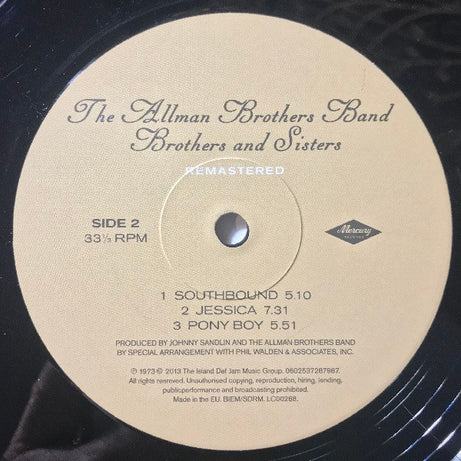 The Allman Brothers Band
Brothers and Sisters
REMASTERED
SIDE 2
33⅓ RPM
Mercury
RECORDS
1 SOUTHBOUND 5.10
2 JESSICA 7.31
3 PONY BOY 5.51
PRODUCED BY JOHNNY SANDLIN AND THE ALLMAN BROTHERS BAND
BY SPECIAL ARRANGEMENT WITH PHIL WALDEN & ASSOCIATES, INC.
℗ 1973 © 2013 The Island Def Jam Music Group. 0602537287987.
All rights reserved. Unauthorised copying, reproduction, hiring, lending,
publicperformance and broadcasting prohibited.
Made in the EU. BIEM/SDRM. LC00268.